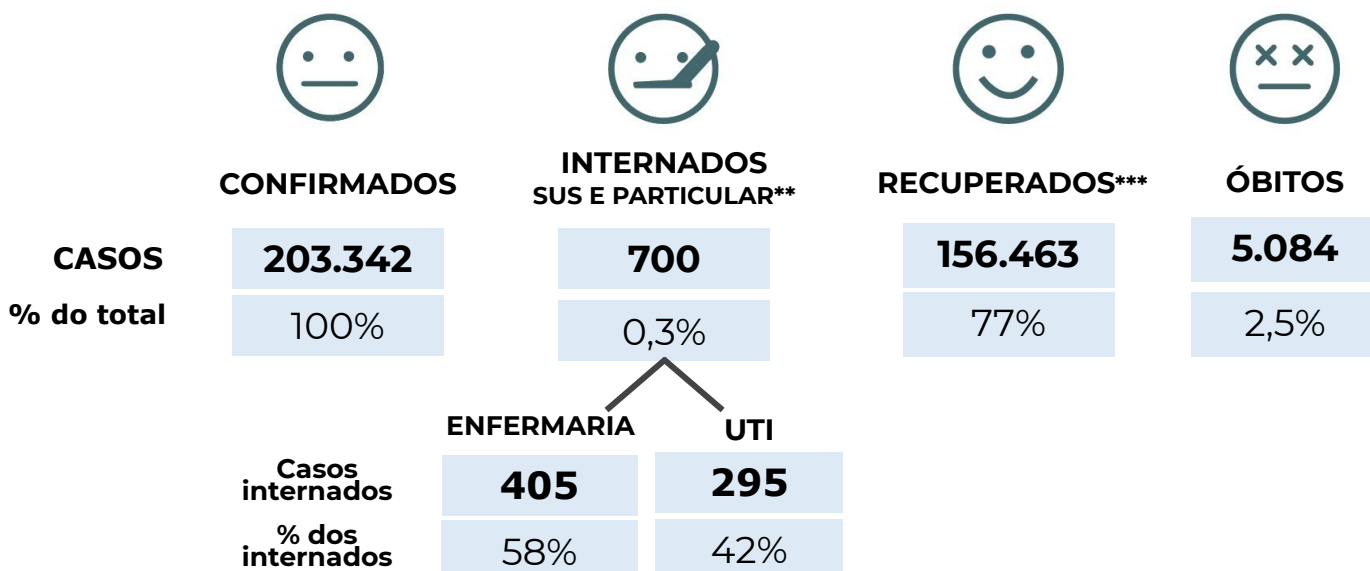 CONFIRMADOS
INTERNADOS
SUS E PARTICULAR**
RECUPERADOS***
ÓBITOS
CASOS
203.342
700
156.463
5.084
% do total
100%
0,3%
77%
2,5%
ENFERMARIA
UTI
Casos
internados
405
295
% dos
internados
58%
42%